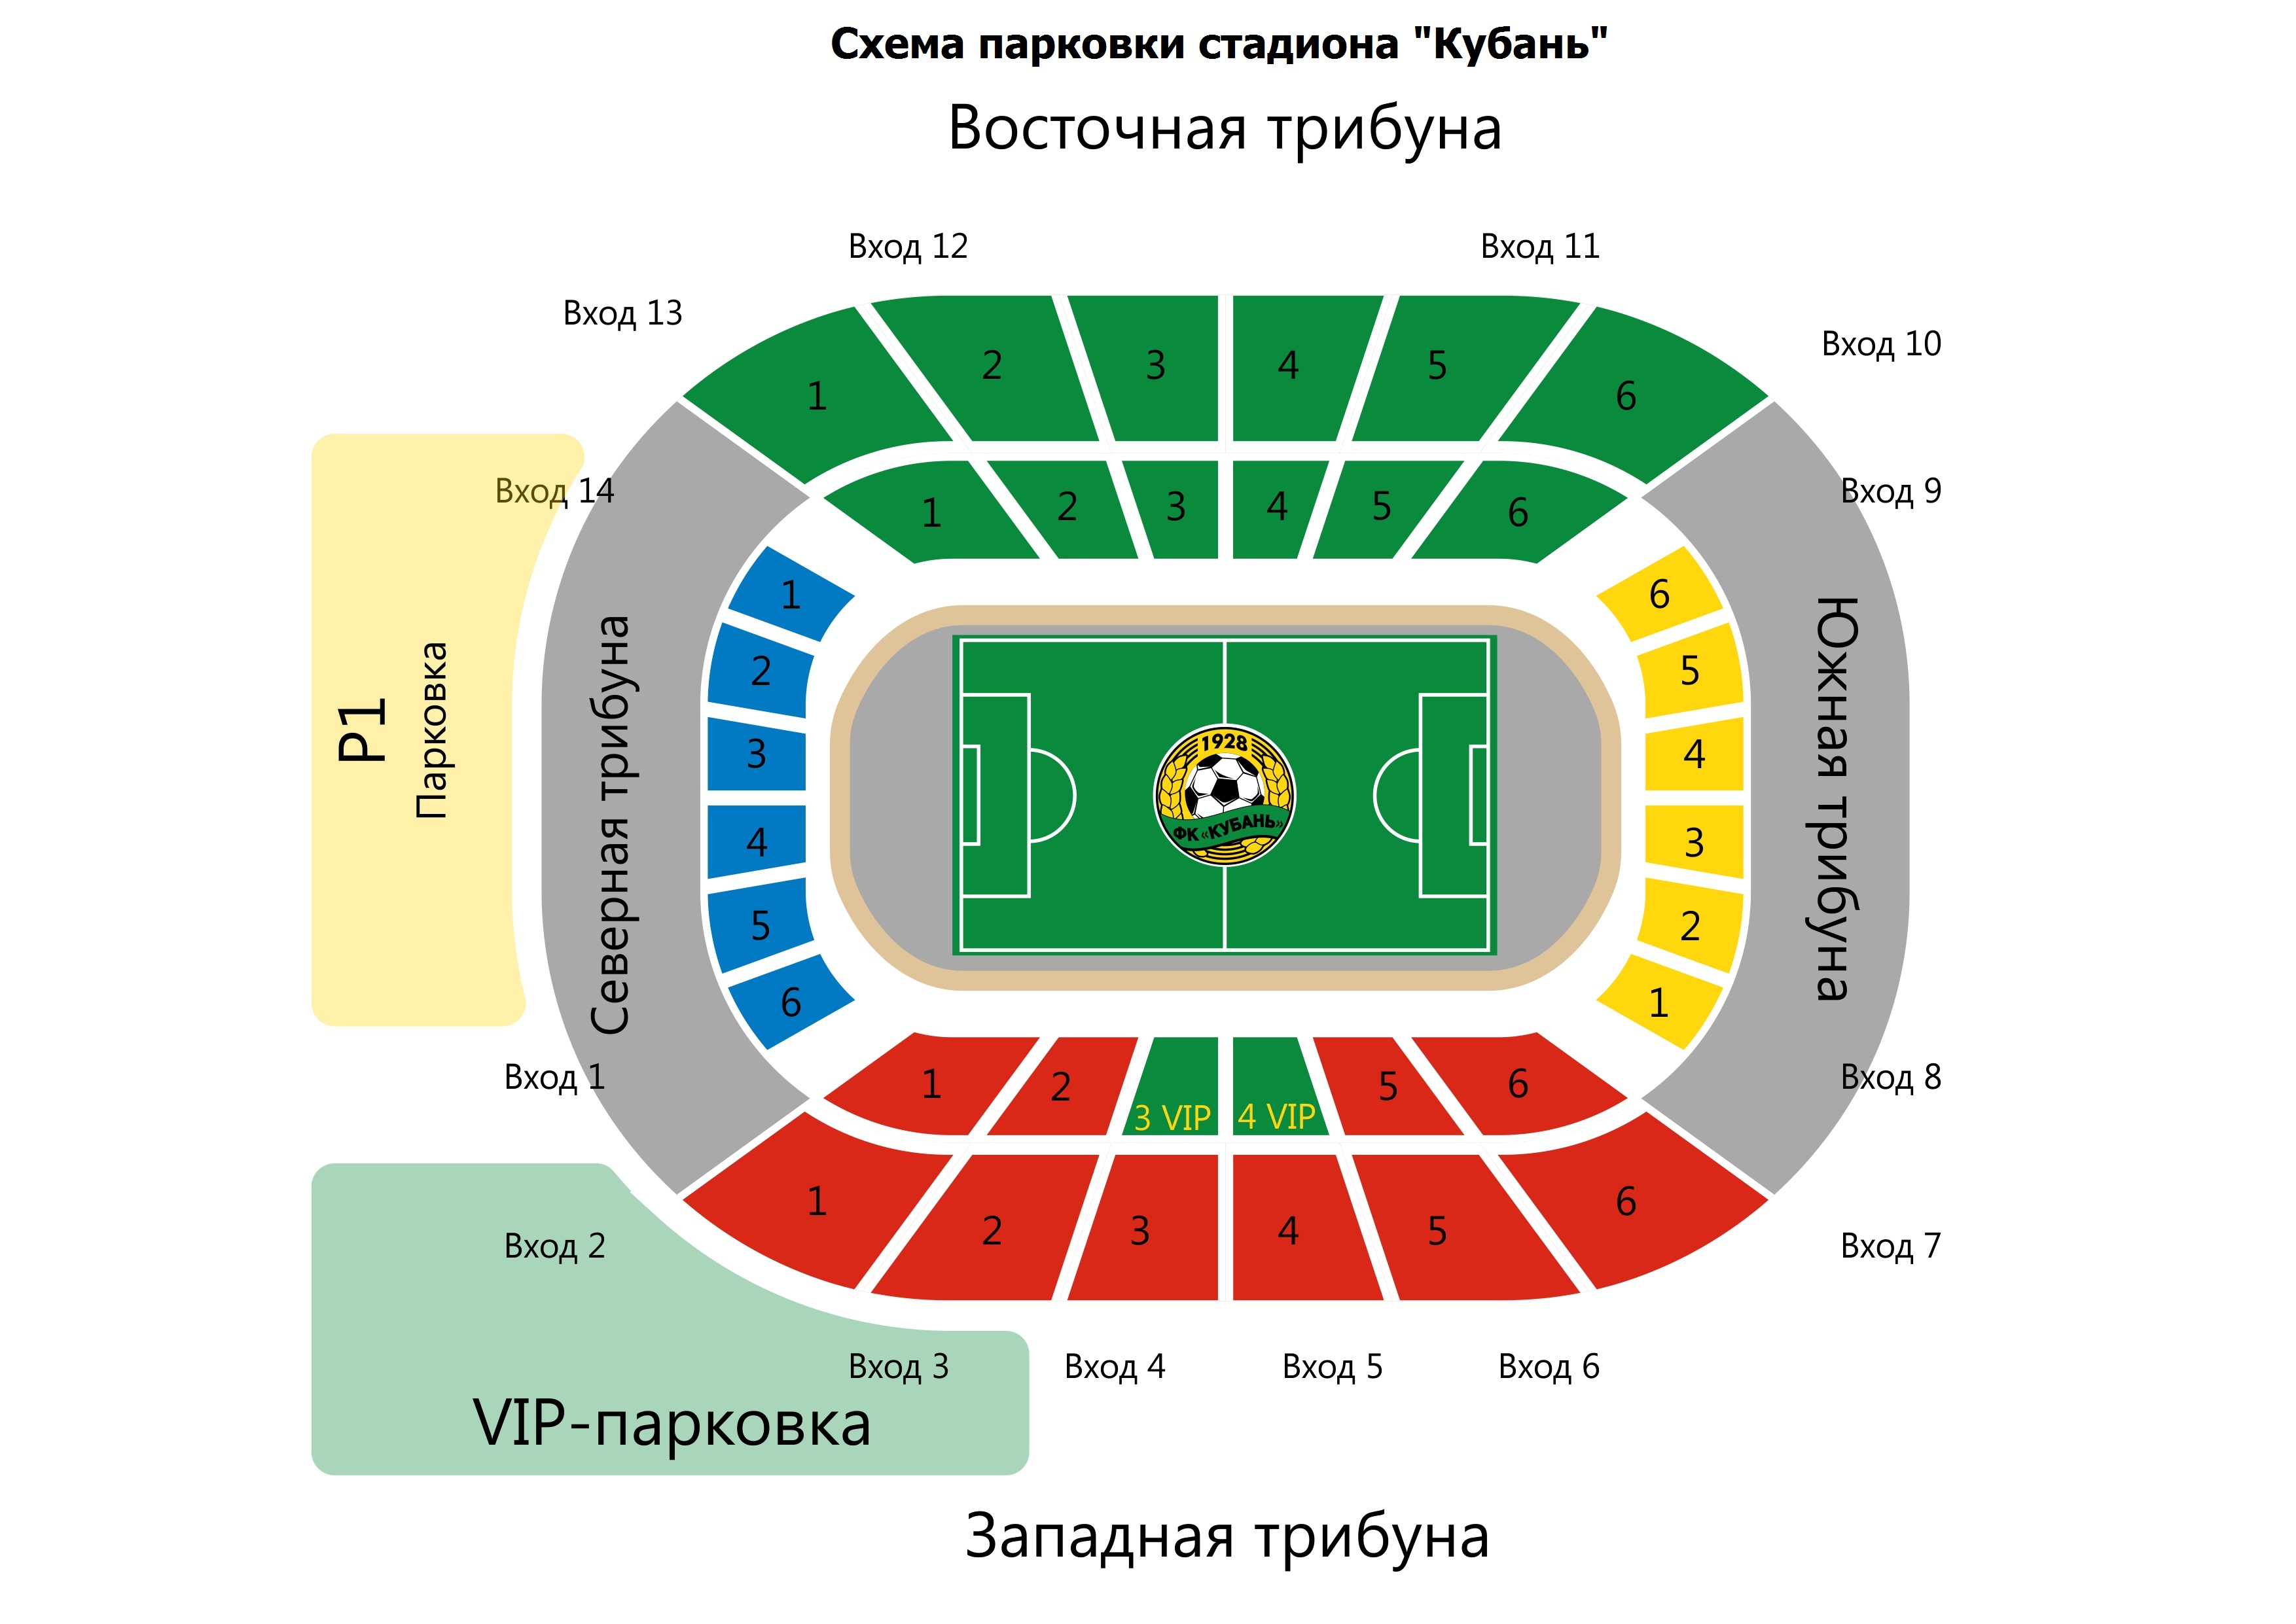 Схема парковки стадиона "Кубань"
Восточная трибуна
Вход 12
Вход 11
Вход 13
Вход 10
2 3 4 5
1 6
Вход 14
Вход 9
1 2 3 4 5 6
1
6
2
5
Северная трибуна
Южная трибуна
P1
Парковка
1928
3
4
ФК «КУБАНЬ»
4
3
5
2
6
1
Вход 1
Вход 8
1 2 3 VIP 4 VIP 5 6
1 6
2 3 4 5
Вход 2
Вход 7
Вход 3
Вход 4
Вход 5
Вход 6
VIP-парковка
Западная трибуна